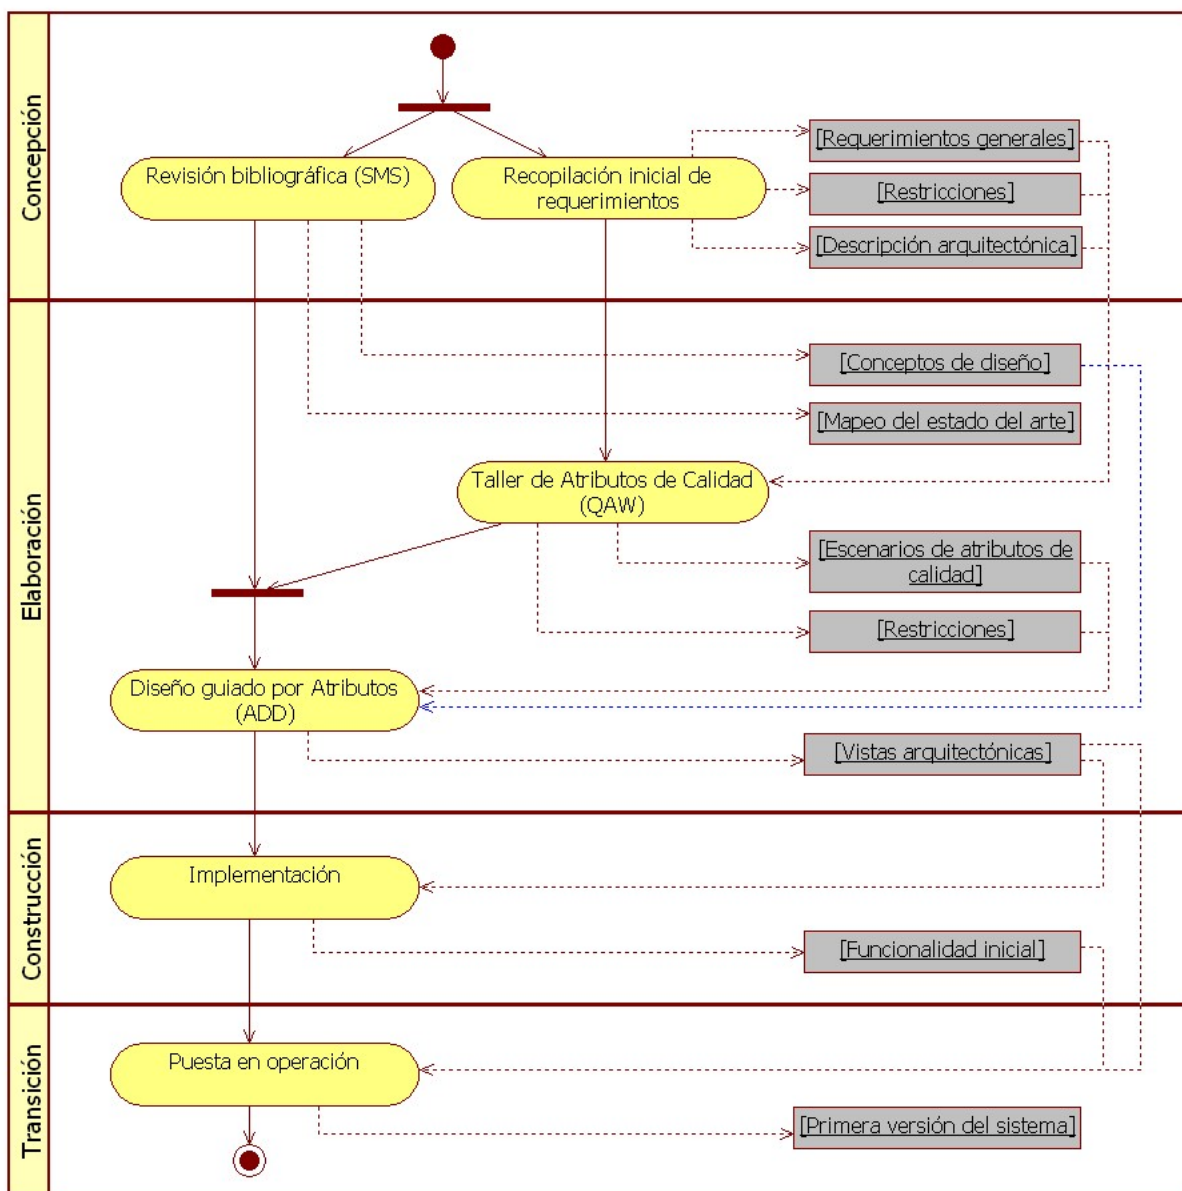 Concepción
Revisión bibliográfica (SMS)
Recopilación inicial de
requerimientos
[Requerimientos generales]
[Restricciones]
[Descripción arquitectónica]
Elaboración
[Conceptos de diseño]
[Mapeo del estado del arte]
Taller de Atributos de Calidad
(QAW)
[Escenarios de atributos de
calidad]
[Restricciones]
Diseño guiado por Atributos
(ADD)
[Vistas arquitectónicas]
Construcción
Implementación
[Funcionalidad inicial]
Transición
Puesta en operación
[Primera versión del sistema]